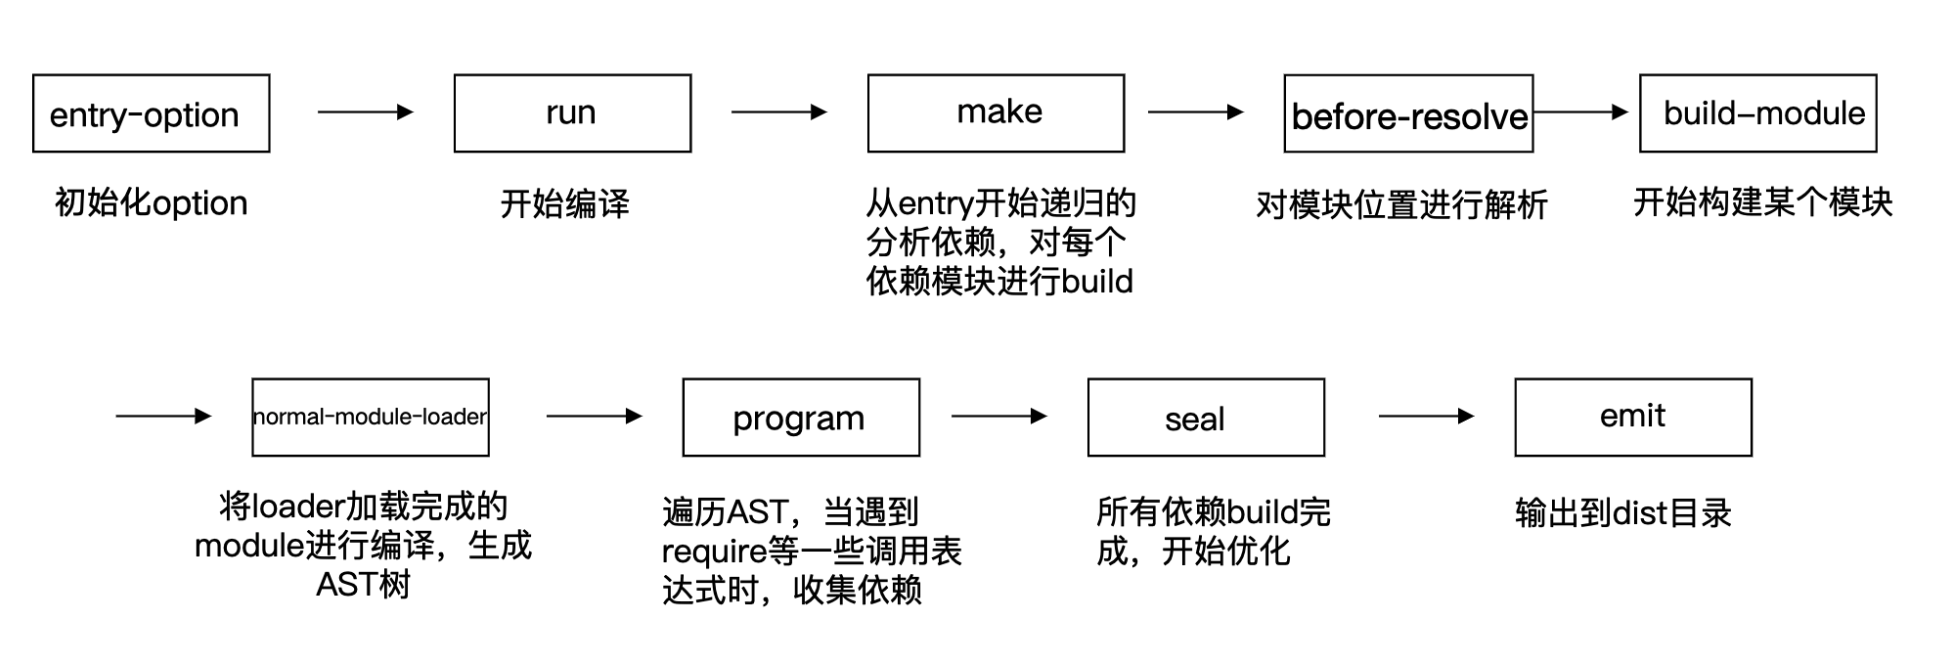 entry-option
run
make
before-resolve
build-module
初始化option
开始编译
从entry开始递归的
分析依赖，对每个
依赖模块进行build
对模块位置进行解析
开始构建某个模块
normal-module-loader
program
seal
emit
将loader加载完成的
module进行编译，生成
AST树
遍历AST，当遇到
require等一些调用表
达式时，收集依赖
所有依赖build完
成，开始优化
输出到dist目录